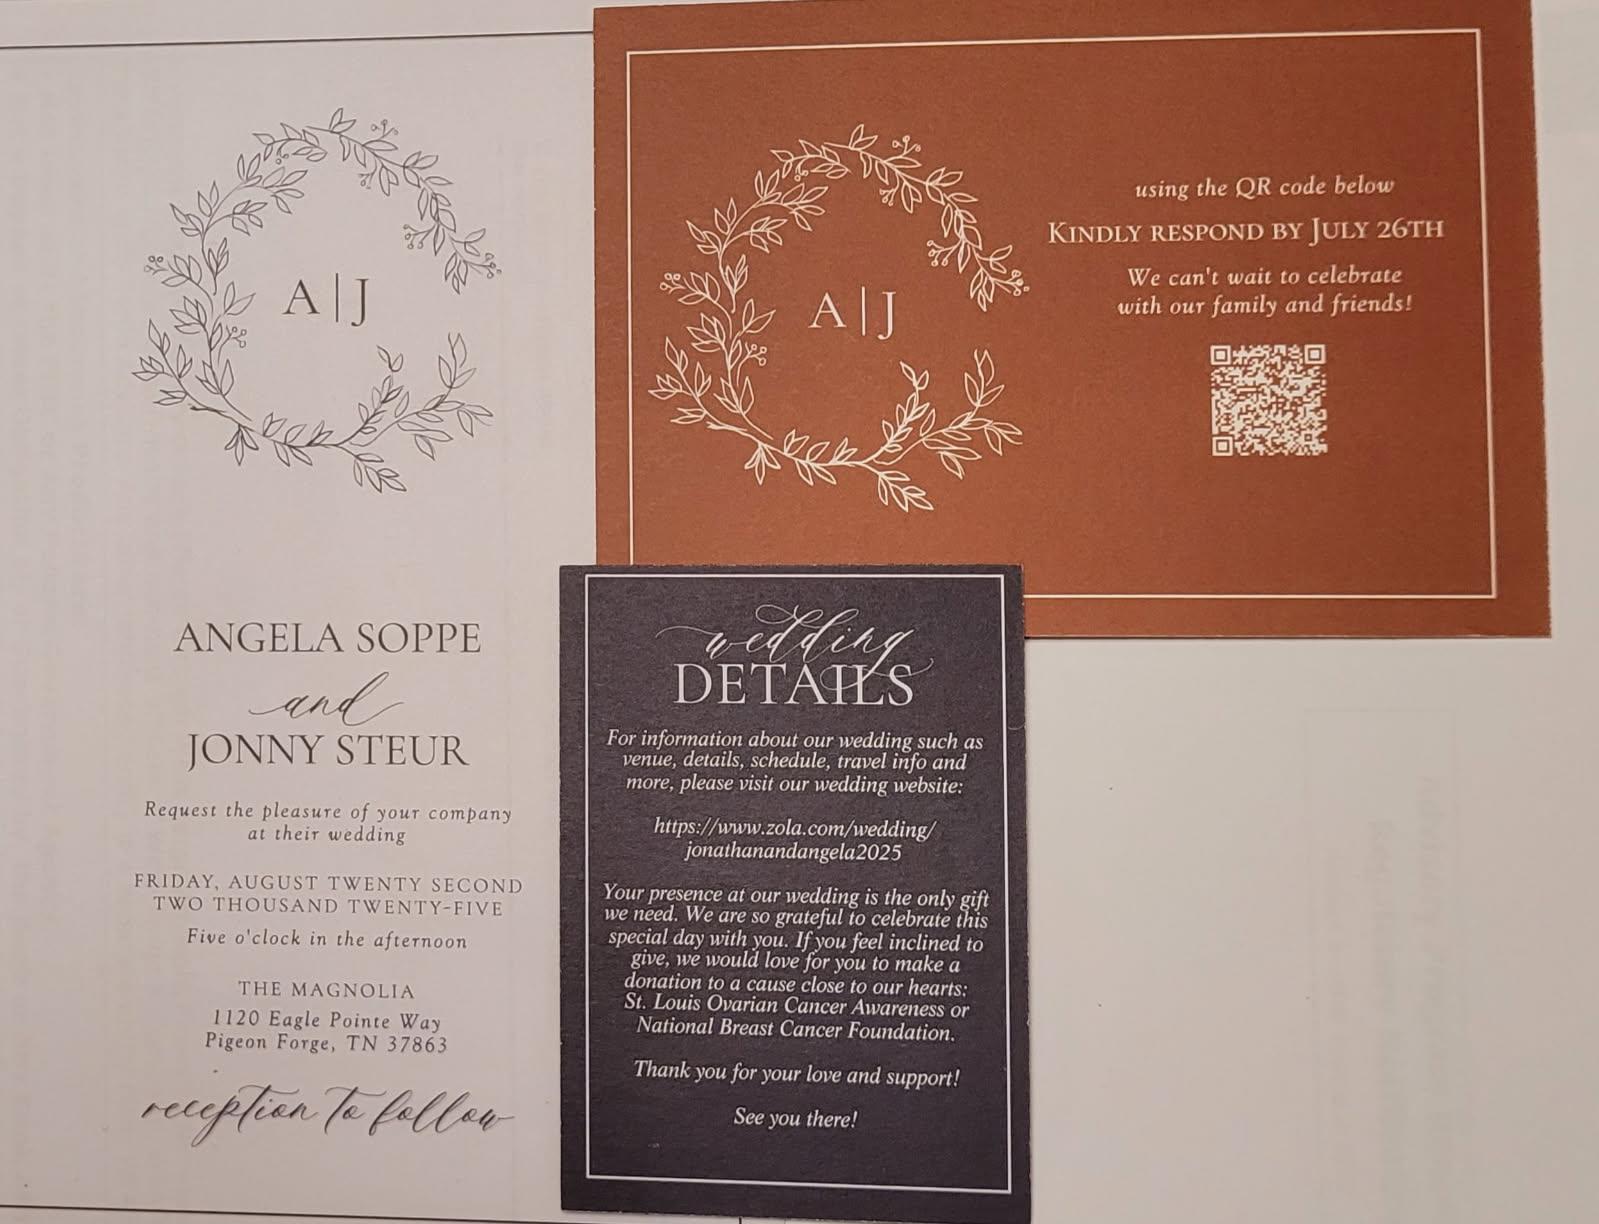 A|J
ANGELA SOPPE
and
JONNY STEUR
Request the pleasure of your company
at their wedding
FRIDAY, AUGUST TWENTY SECOND
TWO THOUSAND TWENTY-FIVE
Five o'clock in the afternoon
THE MAGNOLIA
1120 Eagle Pointe Way
Pigeon Forge, TN 37863
reception to follow
A|J
using the QR code below
KINDLY RESPOND BY JULY 26TH
We can't wait to celebrate
with our family and friends!
wedding
DETAILS
For information about our wedding such as
venue, details, schedule, travel info and
more, please visit our wedding website:
https://www.zola.com/wedding/
jonathanandangela2025
Your presence at our wedding is the only gift
we need. We are so grateful to celebrate this
special day with you. If you feel inclined to
give, we would love for you to make a
donation to a cause close to our hearts:
St. Louis Ovarian Cancer Awareness or
National Breast Cancer Foundation.
Thank you for your love and support!
See you there!